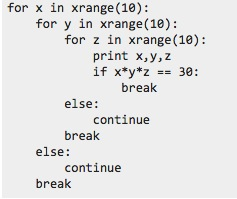 for x in xrange(10):
    for y in xrange(10):
        for z in xrange(10):
            print x,y,z
            if x*y*z == 30:
                break
        else:
            continue
        break
    else:
        continue
    break